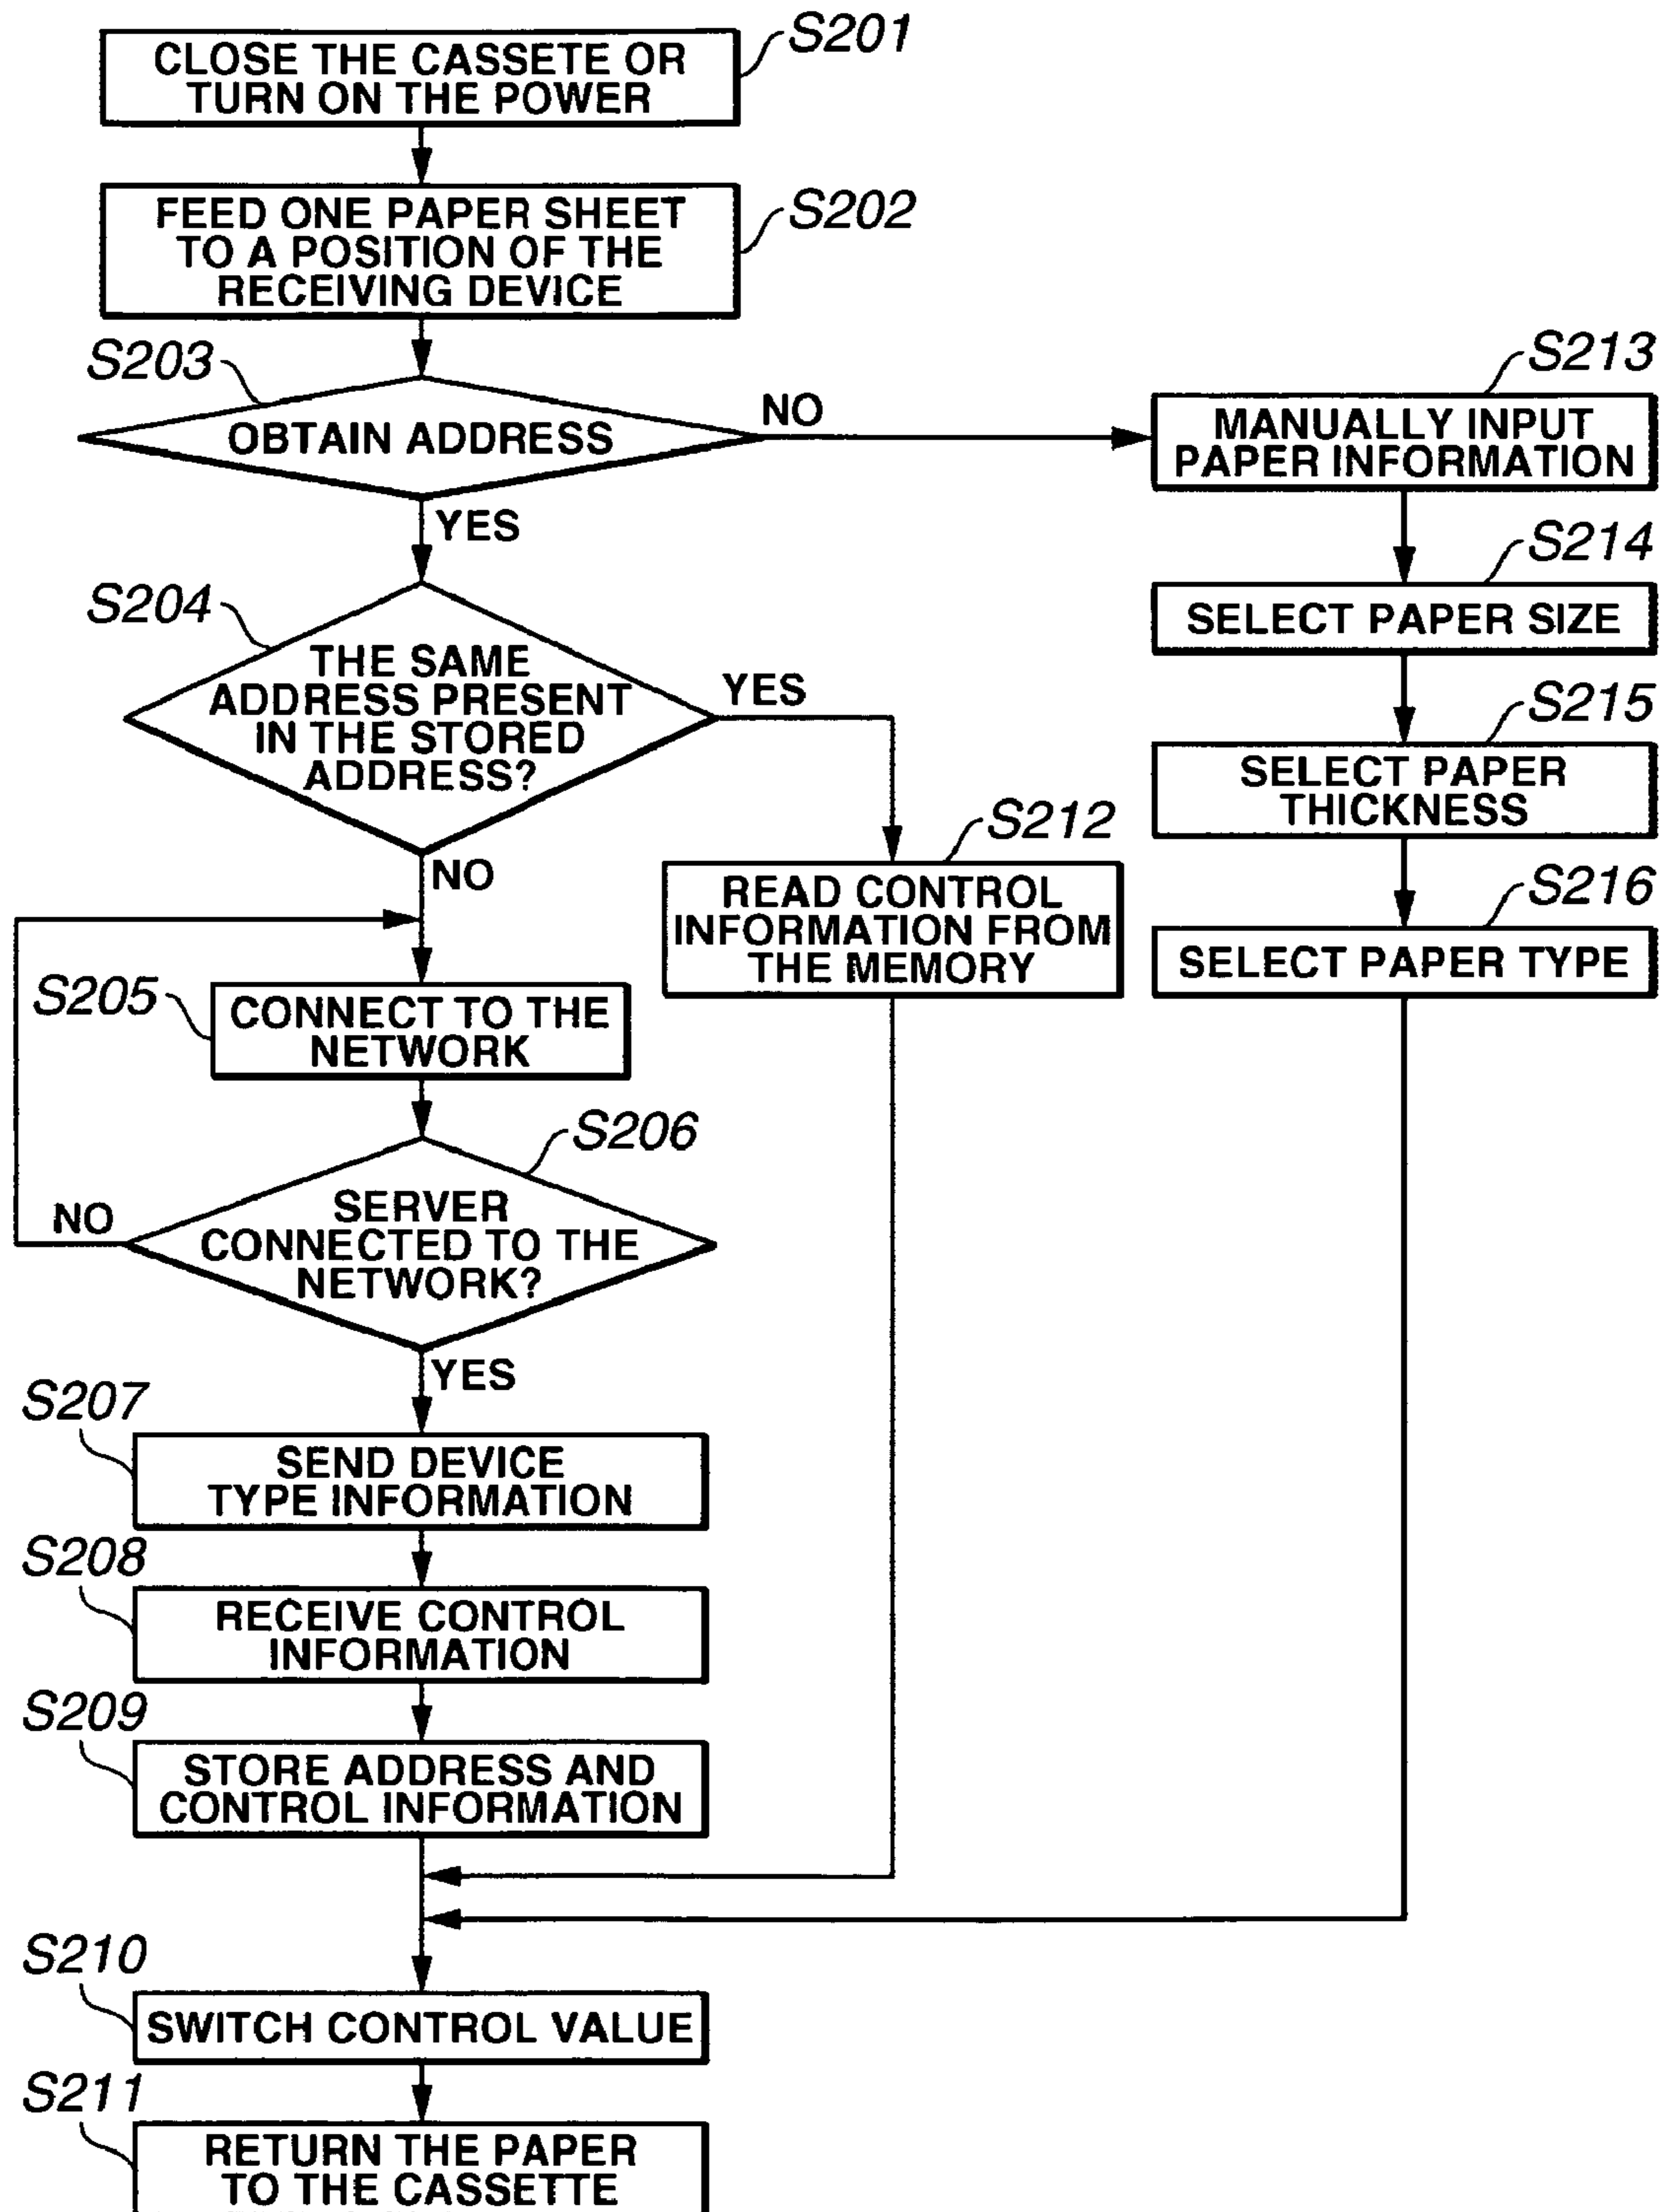 S201
CLOSE THE CASSETE OR
TURN ON THE POWER
S202
FEED ONE PAPER SHEET
TO A POSITION OF THE
RECEIVING DEVICE
S203
OBTAIN ADDRESS
NO
YES
S213
MANUALLY INPUT
PAPER INFORMATION
S214
SELECT PAPER SIZE
S215
SELECT PAPER
THICKNESS
S216
SELECT PAPER TYPE
S204
THE SAME
ADDRESS PRESENT
IN THE STORED
ADDRESS?
YES
NO
S212
READ CONTROL
INFORMATION FROM
THE MEMORY
S205
CONNECT TO THE
NETWORK
S206
SERVER
CONNECTED TO THE
NETWORK?
NO
YES
S207
SEND DEVICE
TYPE INFORMATION
S208
RECEIVE CONTROL
INFORMATION
S209
STORE ADDRESS AND
CONTROL INFORMATION
S210
SWITCH CONTROL VALUE
S211
RETURN THE PAPER
TO THE CASSETTE